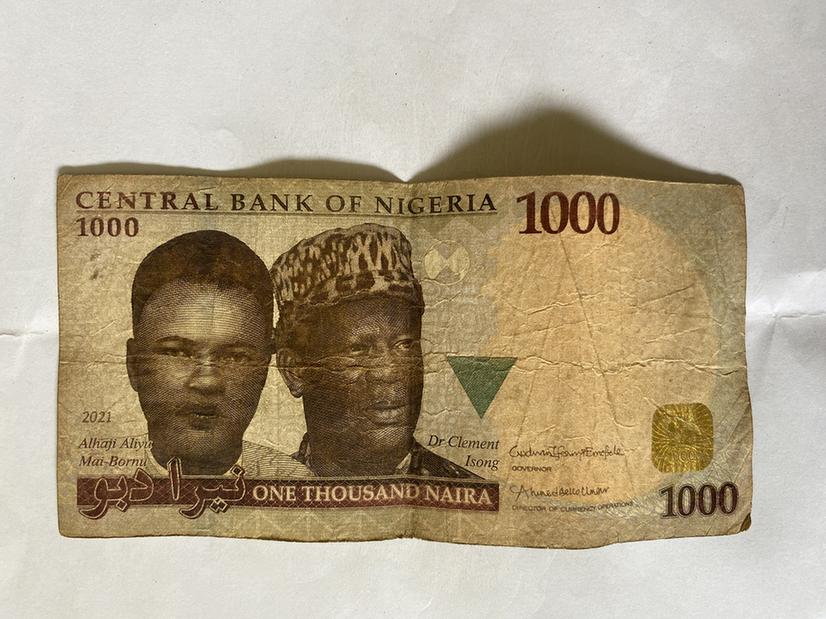 CENTRAL BANK OF NIGERIA
1000
1000
2021
Alhaji Aliyu
Mai-Bornu
Dr Clement
Isong
GOVERNOR
DIRECTOR OF CURRENCY OPERATIONS
نيرا دبو
ONE THOUSAND NAIRA
1000